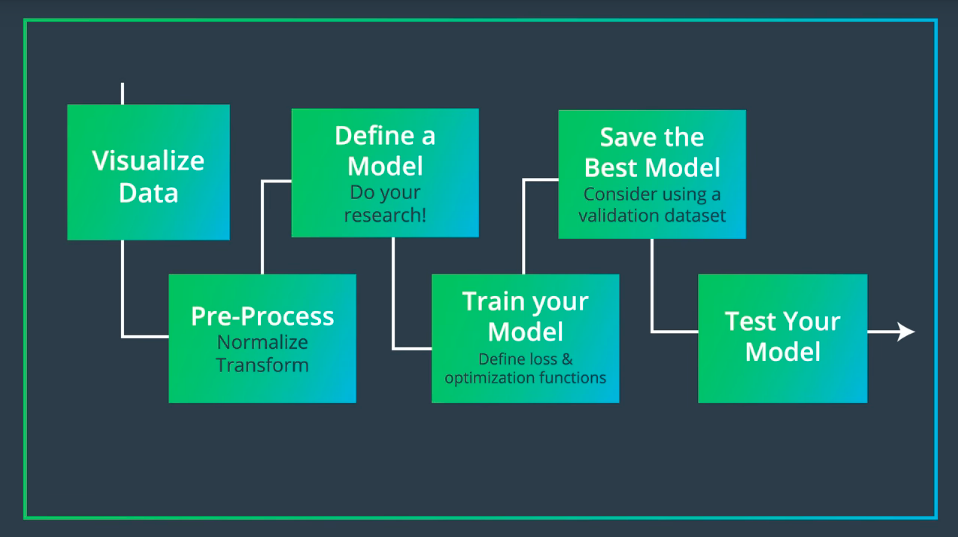 Visualize
Data
Pre-Process
Normalize
Transform
Define a
Model
Do your
research!
Train your
Model
Define loss &
optimization functions
Save the
Best Model
Consider using a
validation dataset
Test Your
Model